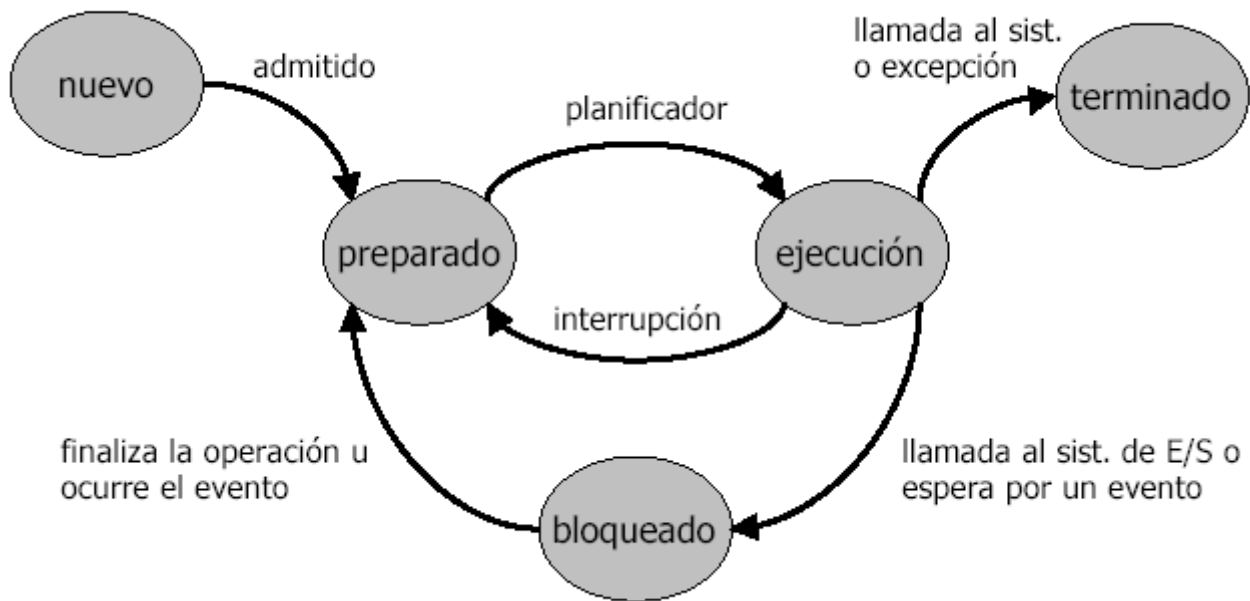 nuevo
admitido
planificador
llamada al sist.
o excepción
terminado
preparado
ejecución
interrupción
finaliza la operación u
ocurre el evento
bloqueado
llamada al sist. de E/S o
espera por un evento